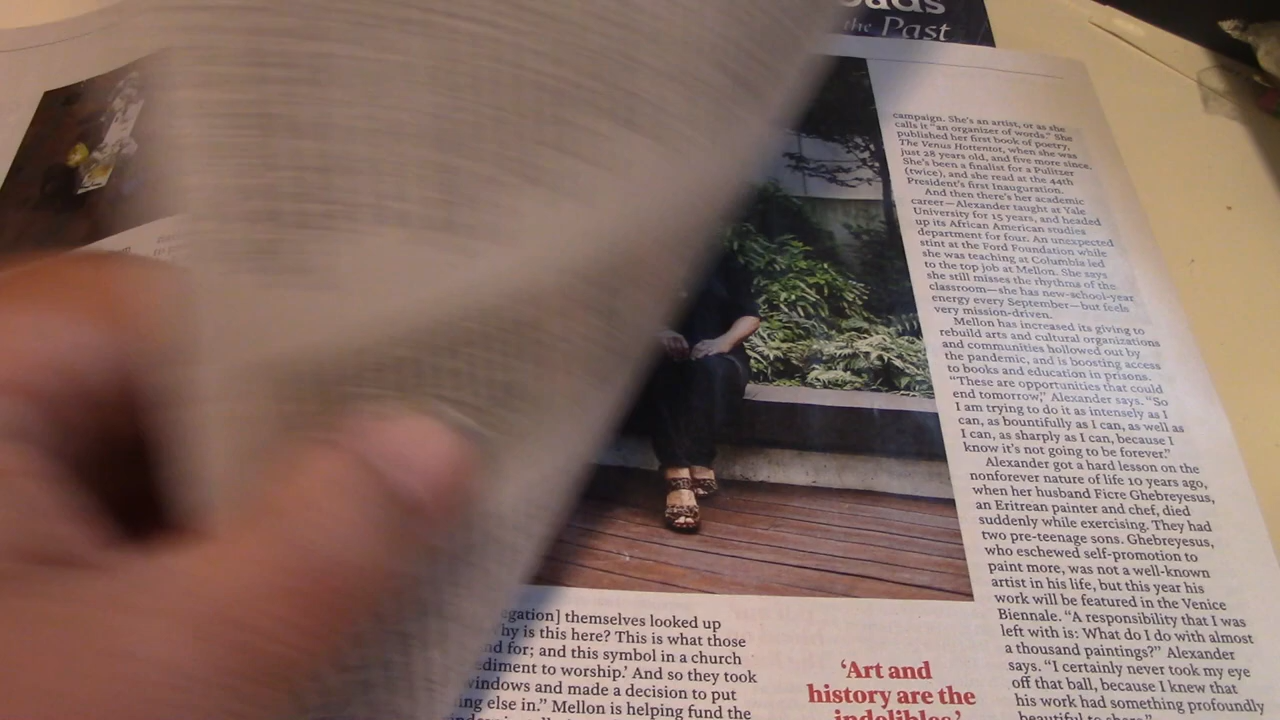 the Past
campaign. She's an artist, or as she
calls it "an organizer of words." She
published her first book of poetry,
The Venus Hottentot, when she was
just 28 years old, and five more since.
She's been a finalist for a Pulitzer
(twice), and she read at the 44th
President's first Inauguration.
And then there's her academic
career—Alexander taught at Yale
University for 15 years, and headed
up its African American studies
department for four. An unexpected
stint at the Ford Foundation while
she was teaching at Columbia led
to the top job at Mellon. She says
she still misses the rhythms of the
classroom—she has new-school-year
energy every September—but feels
very mission-driven.
Mellon has increased its giving to
rebuild arts and cultural organizations
and communities hollowed out by
the pandemic, and is boosting access
to books and education in prisons.
"These are opportunities that could
end tomorrow," Alexander says. "So
I am trying to do it as intensely as I
can, as bountifully as I can, as well as
I can, as sharply as I can, because I
know it's not going to be forever."
Alexander got a hard lesson on the
nonforever nature of life 10 years ago,
when her husband Ficre Ghebreyesus,
an Eritrean painter and chef, died
suddenly while exercising. They had
two pre-teenage sons. Ghebreyesus,
who eschewed self-promotion to
paint more, was not a well-known
artist in his life, but this year his
work will be featured in the Venice
Biennale. "A responsibility that I was
left with is: What do I do with almost
a thousand paintings?" Alexander
says. "I certainly never took my eye
off that ball, because I knew that
his work had something profoundly
beautiful to share."
egation] themselves looked up
hy is this here? This is what those
nd for; and this symbol in a church
ediment to worship.' And so they took
windows and made a decision to put
ing else in." Mellon is helping fund the
'Art and
history are the
indelibles'